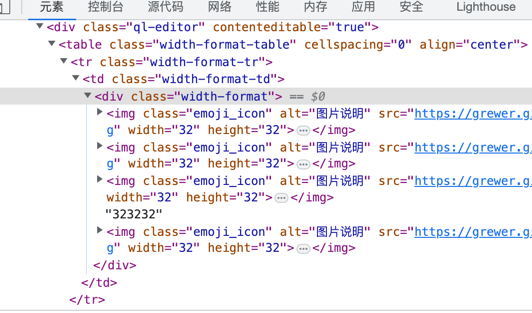 元素 控制台 源代码 网络 性能 内存 应用 安全 Lighthouse
▼<div class="ql-editor" contenteditable="true">
▼<table class="width-format-table" cellspacing="0" align="center">
▼<tr class="width-format-tr">
▼<td class="width-format-td">
▼<div class="width-format"> == $0
▶<img class="emoji_icon" alt="图片说明" src="https://grewer.g
g" width="32" height="32">…</img>
▶<img class="emoji_icon" alt="图片说明" src="https://grewer.g
g" width="32" height="32">…</img>
▶<img class="emoji_icon" alt="图片说明" src="https://grewer.g
width="32" height="32">…</img>
"323232"
▶<img class="emoji_icon" alt="图片说明" src="https://grewer.g
g" width="32" height="32">…</img>
</div>
</td>
</tr>